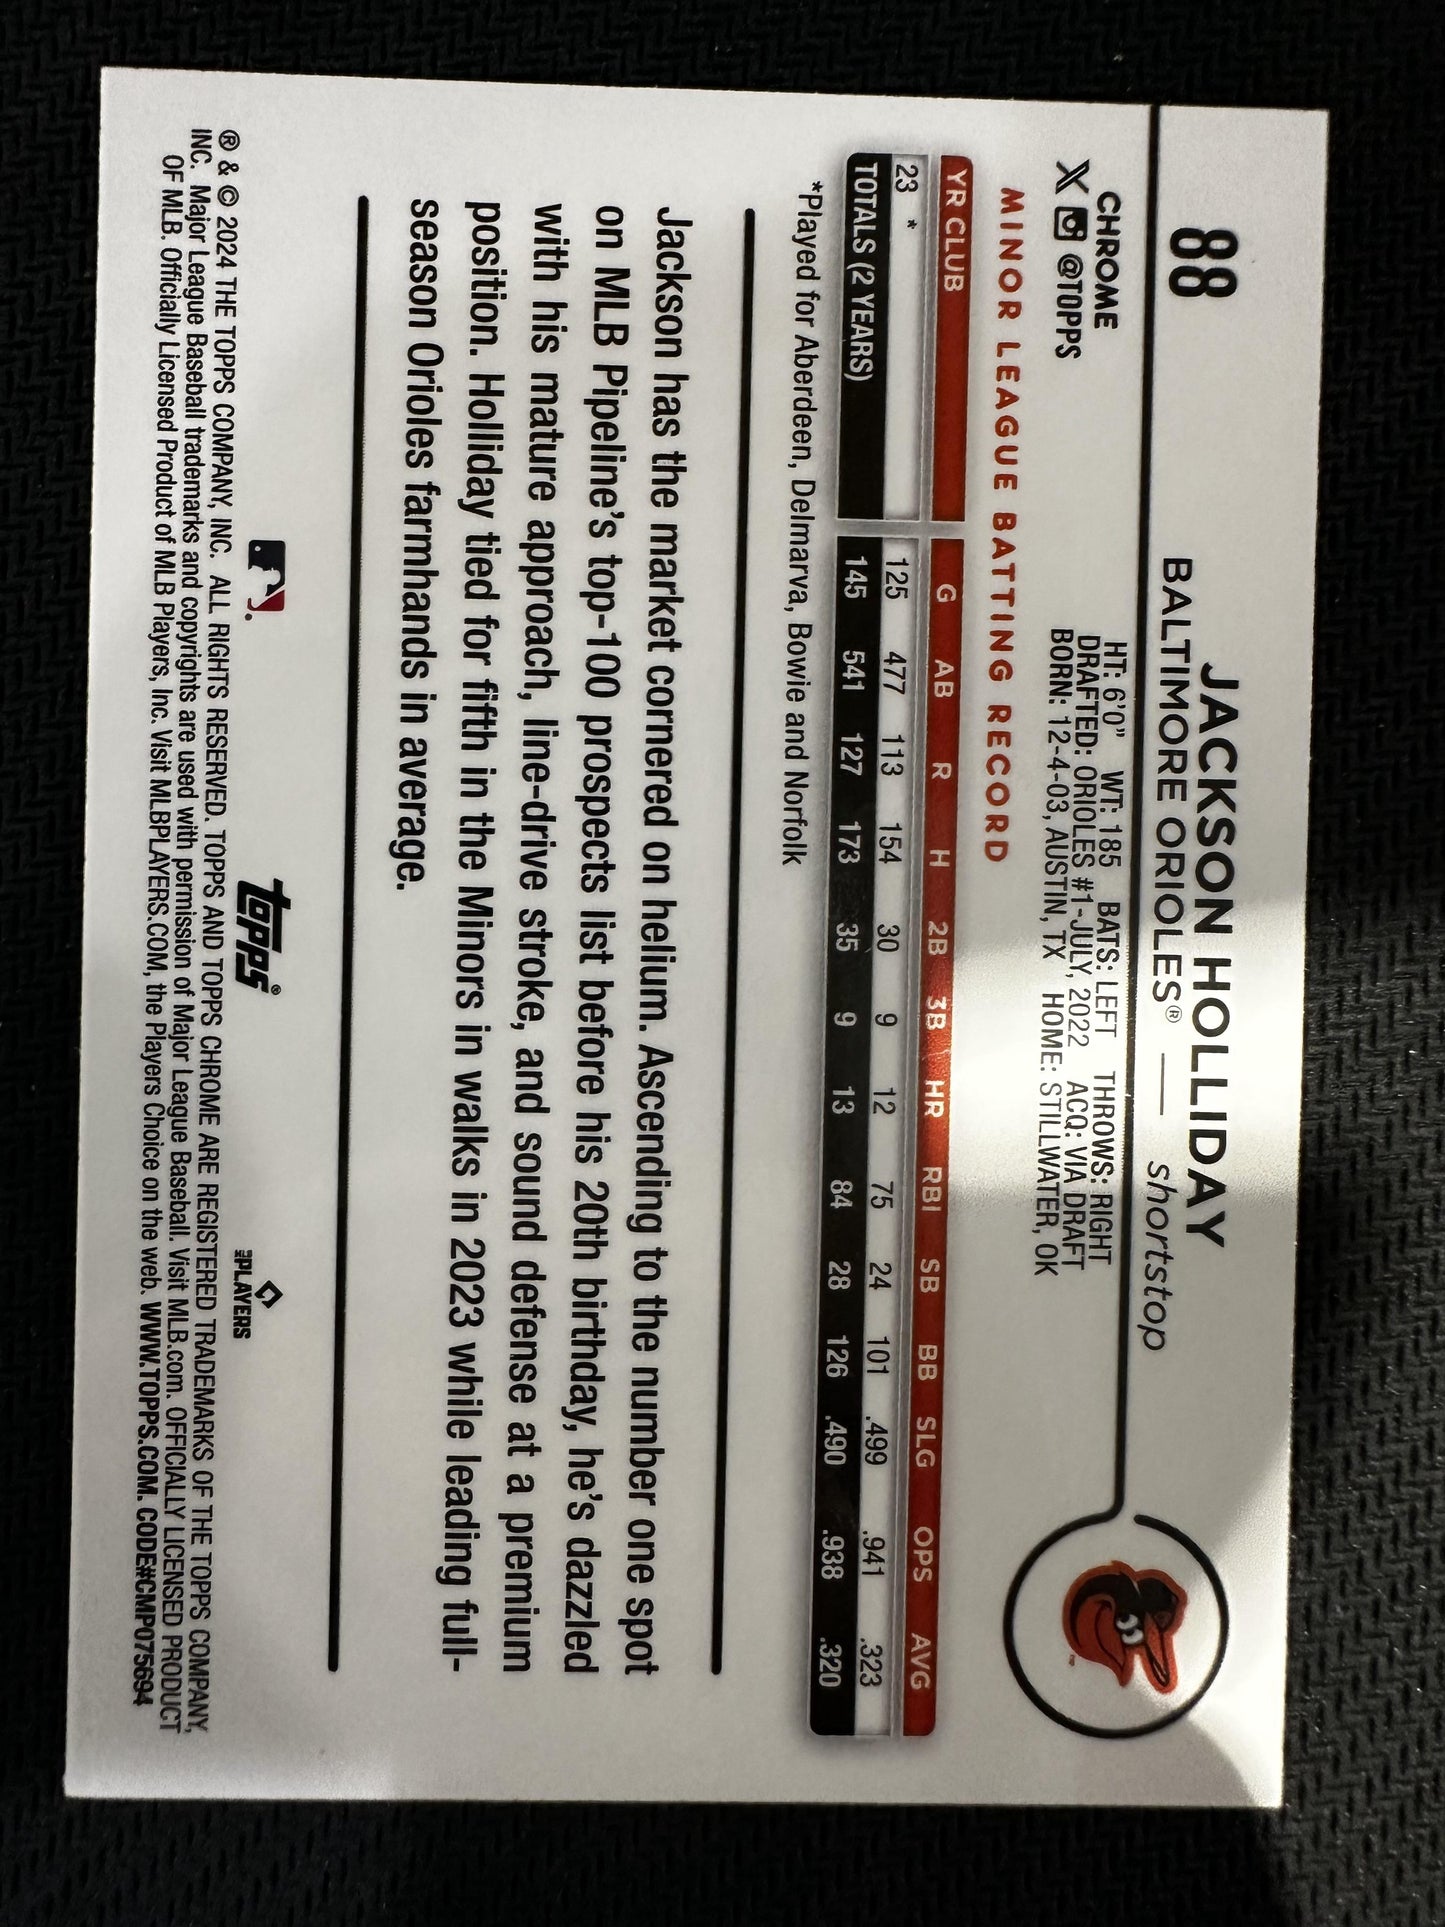 88
JACKSON HOLLIDAY
BALTIMORE ORIOLES® — shortstop
CHROME
@TOPPS
HT: 6'0" WT: 185 BATS: LEFT THROWS: RIGHT
DRAFTED: ORIOLES #1-JULY, 2022 ACQ: VIA DRAFT
BORN: 12-4-03, AUSTIN, TX HOME: STILLWATER, OK
MINOR LEAGUE BATTING RECORD
YR CLUB G AB R H 2B 3B HR RBI SB BB SLG OPS AVG
23 * 125 477 113 154 30 9 12 75 24 101 .499 .941 .323
TOTALS (2 YEARS) 145 541 127 173 35 9 13 84 28 126 .490 .938 .320
*Played for Aberdeen, Delmarva, Bowie and Norfolk
Jackson has the market cornered on helium. Ascending to the number one spot
on MLB Pipeline's top-100 prospects list before his 20th birthday, he's dazzled
with his mature approach, line-drive stroke, and sound defense at a premium
position. Holliday tied for fifth in the Minors in walks in 2023 while leading full-
season Orioles farmhands in average.
topps®
MLB PLAYERS
® & © 2024 THE TOPPS COMPANY, INC. ALL RIGHTS RESERVED. TOPPS AND TOPPS CHROME ARE REGISTERED TRADEMARKS OF THE TOPPS COMPANY,
INC. Major League Baseball trademarks and copyrights are used with permission of Major League Baseball. Visit MLB.com. OFFICIALLY LICENSED PRODUCT
OF MLB. Officially Licensed Product of MLB Players, Inc. Visit MLBPLAYERS.COM, the Players Choice on the web. WWW.TOPPS.COM. CODE#CMP075694